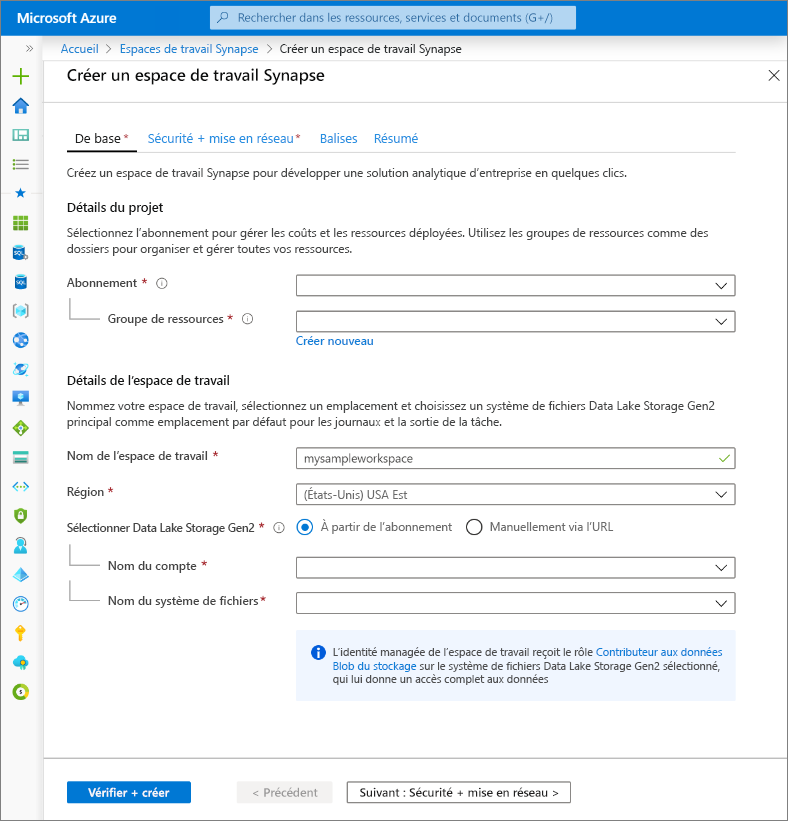 Microsoft Azure
Rechercher dans les ressources, services et documents (G+/)
Accueil > Espaces de travail Synapse > Créer un espace de travail Synapse
Créer un espace de travail Synapse
De base * Sécurité + mise en réseau * Balises Résumé
Créez un espace de travail Synapse pour développer une solution analytique d'entreprise en quelques clics.
Détails du projet
Sélectionnez l'abonnement pour gérer les coûts et les ressources déployées. Utilisez les groupes de ressources comme des
dossiers pour organiser et gérer toutes vos ressources.
Abonnement *
Groupe de ressources *
Créer nouveau
Détails de l'espace de travail
Nommez votre espace de travail, sélectionnez un emplacement et choisissez un système de fichiers Data Lake Storage Gen2
principal comme emplacement par défaut pour les journaux et la sortie de la tâche.
Nom de l'espace de travail * mysampleworkspace
Région * (États-Unis) USA Est
Sélectionner Data Lake Storage Gen2 * À partir de l'abonnement Manuellement via l'URL
Nom du compte *
Nom du système de fichiers *
L'identité managée de l'espace de travail reçoit le rôle Contributeur aux données
Blob du stockage sur le système de fichiers Data Lake Storage Gen2 sélectionné,
qui lui donne un accès complet aux données
Vérifier + créer < Précédent Suivant : Sécurité + mise en réseau >